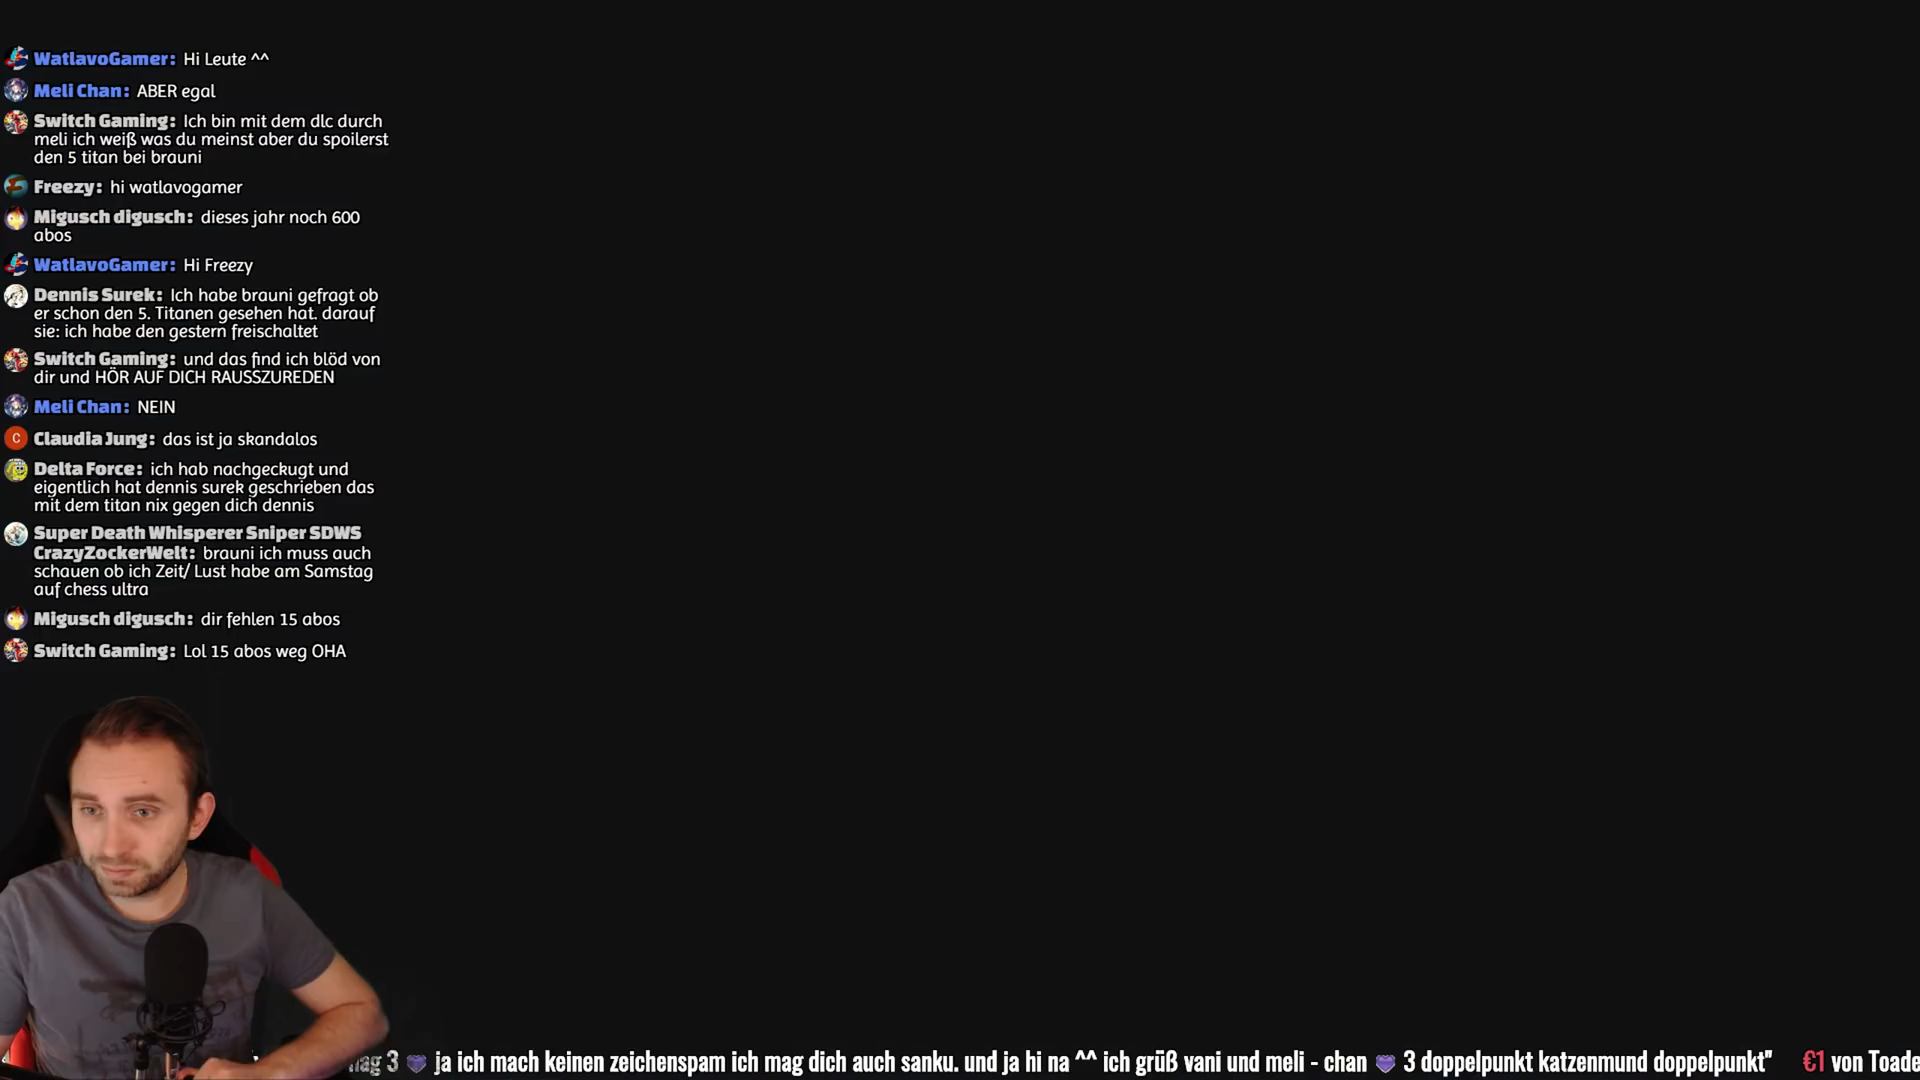 WatlavoGamer: Hi Leute ^^
Meli Chan: ABER egal
Switch Gaming: Ich bin mit dem dlc durch
meli ich weiß was du meinst aber du spoilerst
den 5 titan bei brauni
Freezy: hi watlavogamer
Migusch digusch: dieses jahr noch 600
abos
WatlavoGamer: Hi Freezy
Dennis Surek: Ich habe brauni gefragt ob
er schon den 5. Titanen gesehen hat. darauf
sie: ich habe den gestern freischaltet
Switch Gaming: und das find ich blöd von
dir und HÖR AUF DICH RAUSSZUREDEN
Meli Chan: NEIN
C Claudia Jung: das ist ja skandalos
Delta Force: ich hab nachgeckugt und
eigentlich hat dennis surek geschrieben das
mit dem titan nix gegen dich dennis
Super Death Whisperer Sniper SDWS
CrazyZockerWelt: brauni ich muss auch
schauen ob ich Zeit/ Lust habe am Samstag
auf chess ultra
Migusch digusch: dir fehlen 15 abos
Switch Gaming: Lol 15 abos weg OHA
mag 3 💜 ja ich mach keinen zeichenspam ich mag dich auch sanku. und ja hi na ^^ ich grüß vani und meli - chan 💜 3 doppelpunkt katzenmund doppelpunkt" €1 von Toade